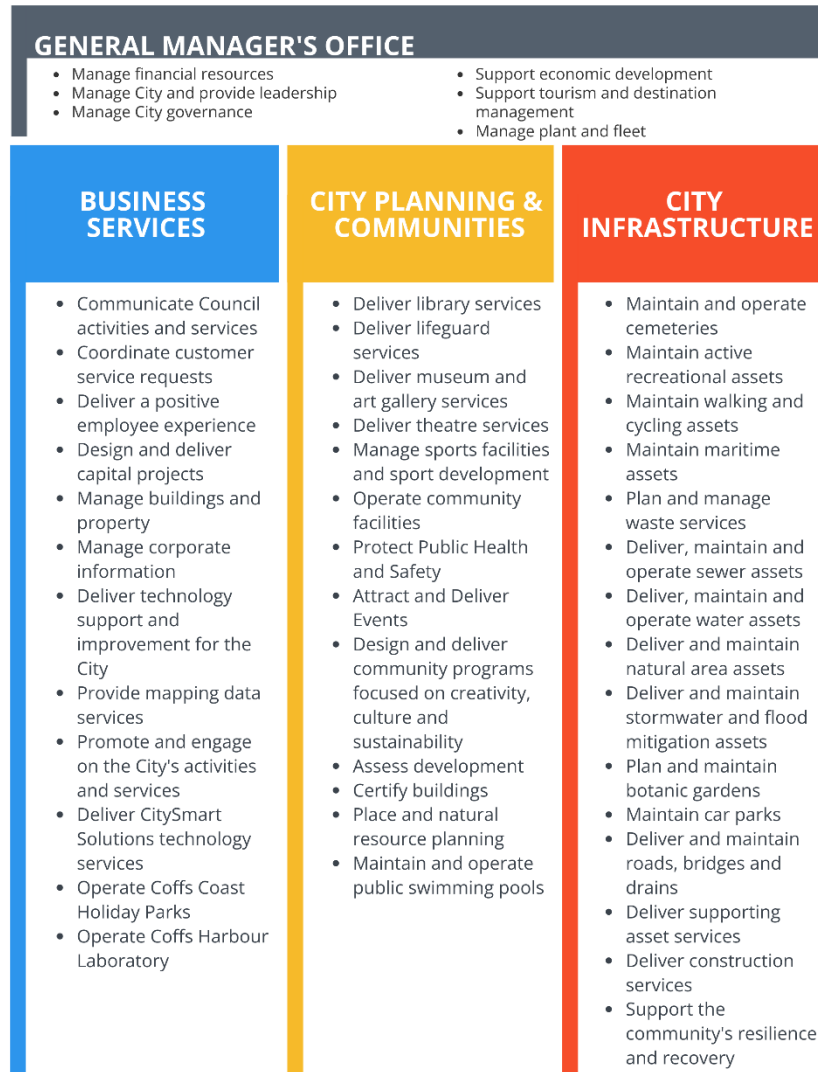 GENERAL MANAGER'S OFFICE
• Manage financial resources
• Manage City and provide leadership
• Manage City governance
• Support economic development
• Support tourism and destination
management
• Manage plant and fleet
BUSINESS
SERVICES
• Communicate Council
activities and services
• Coordinate customer
service requests
• Deliver a positive
employee experience
• Design and deliver
capital projects
• Manage buildings and
property
• Manage corporate
information
• Deliver technology
support and
improvement for the
City
• Provide mapping data
services
• Promote and engage
on the City's activities
and services
• Deliver CitySmart
Solutions technology
services
• Operate Coffs Coast
Holiday Parks
• Operate Coffs Harbour
Laboratory
CITY PLANNING &
COMMUNITIES
• Deliver library services
• Deliver lifeguard
services
• Deliver museum and
art gallery services
• Deliver theatre services
• Manage sports facilities
and sport development
• Operate community
facilities
• Protect Public Health
and Safety
• Attract and Deliver
Events
• Design and deliver
community programs
focused on creativity,
culture and
sustainability
• Assess development
• Certify buildings
• Place and natural
resource planning
• Maintain and operate
public swimming pools
CITY
INFRASTRUCTURE
• Maintain and operate
cemeteries
• Maintain active
recreational assets
• Maintain walking and
cycling assets
• Maintain maritime
assets
• Plan and manage
waste services
• Deliver, maintain and
operate sewer assets
• Deliver, maintain and
operate water assets
• Deliver and maintain
natural area assets
• Deliver and maintain
stormwater and flood
mitigation assets
• Plan and maintain
botanic gardens
• Maintain car parks
• Deliver and maintain
roads, bridges and
drains
• Deliver supporting
asset services
• Deliver construction
services
• Support the
community's resilience
and recovery